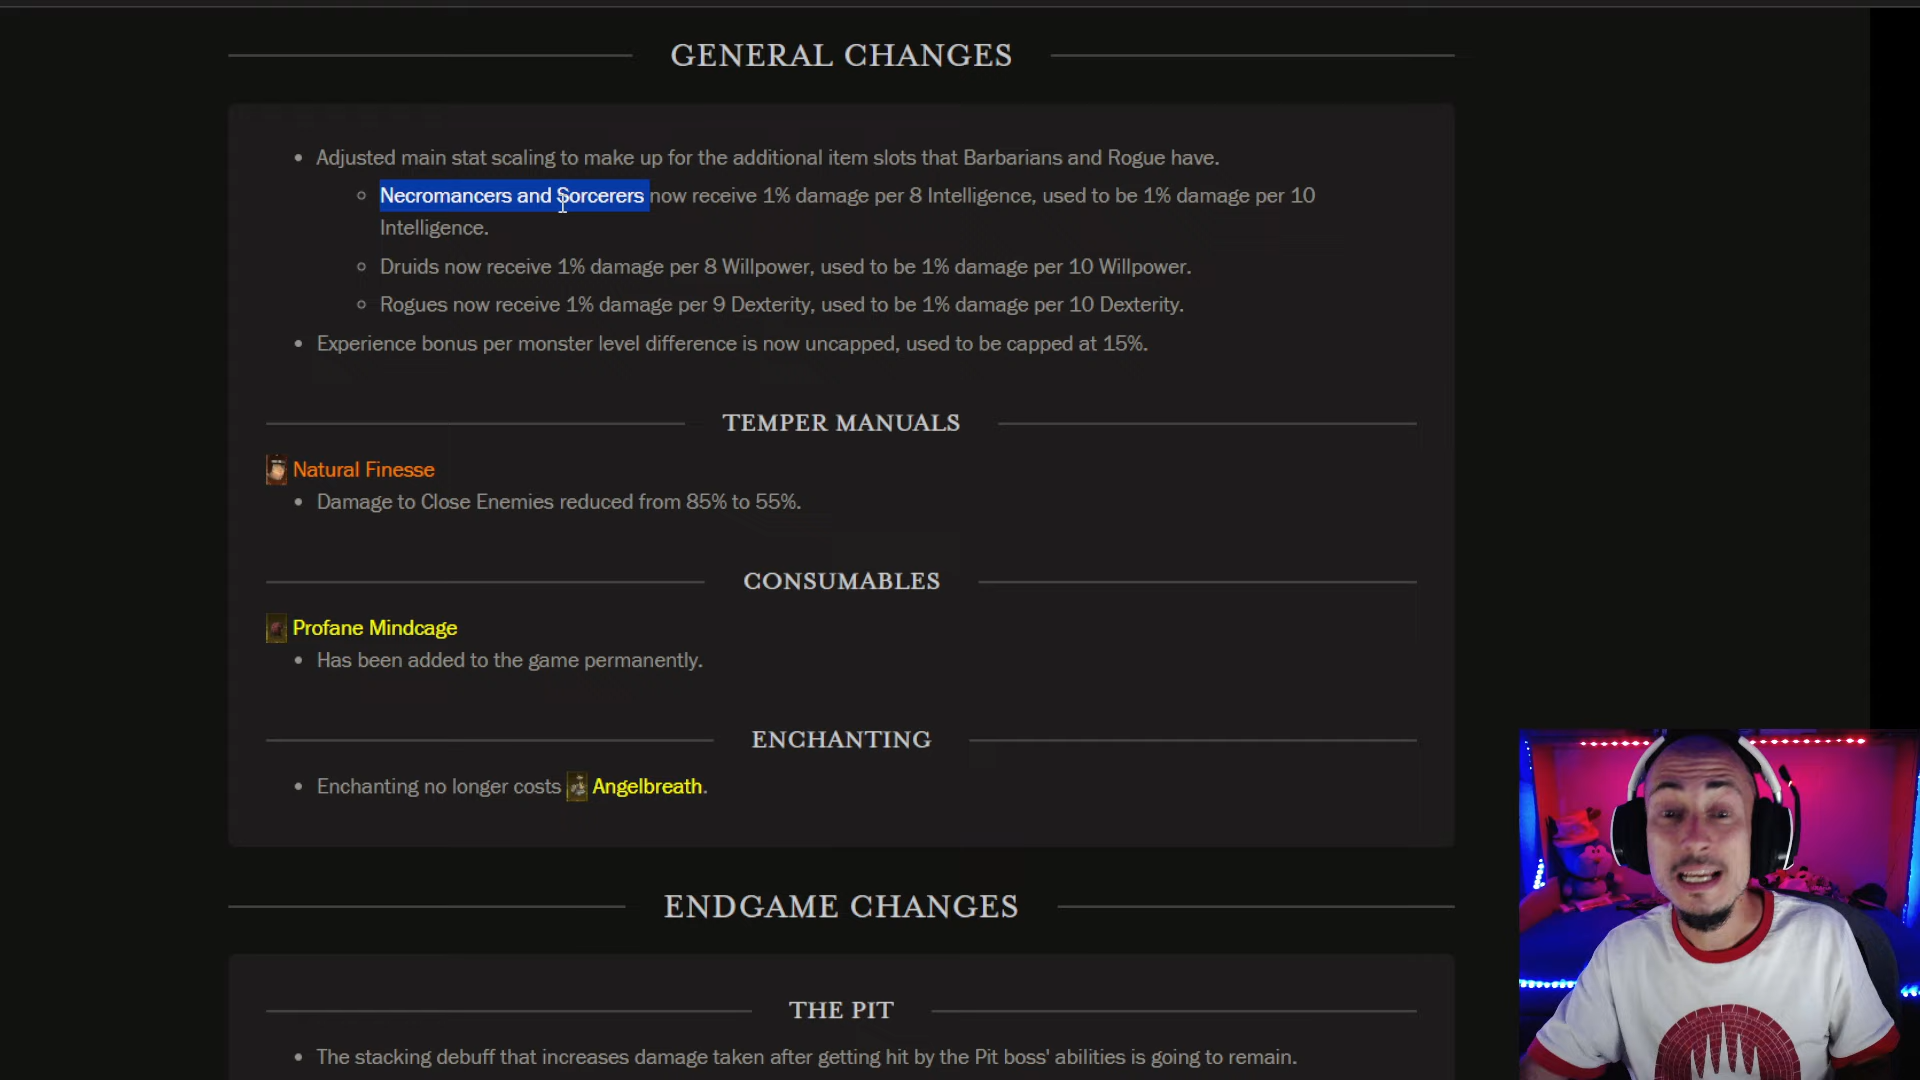 GENERAL CHANGES
• Adjusted main stat scaling to make up for the additional item slots that Barbarians and Rogue have.
◦ Necromancers and Sorcerers now receive 1% damage per 8 Intelligence, used to be 1% damage per 10
Intelligence.
◦ Druids now receive 1% damage per 8 Willpower, used to be 1% damage per 10 Willpower.
◦ Rogues now receive 1% damage per 9 Dexterity, used to be 1% damage per 10 Dexterity.
• Experience bonus per monster level difference is now uncapped, used to be capped at 15%.
TEMPER MANUALS
Natural Finesse
• Damage to Close Enemies reduced from 85% to 55%.
CONSUMABLES
Profane Mindcage
• Has been added to the game permanently.
ENCHANTING
• Enchanting no longer costs Angelbreath.
ENDGAME CHANGES
THE PIT
• The stacking debuff that increases damage taken after getting hit by the Pit boss' abilities is going to remain.